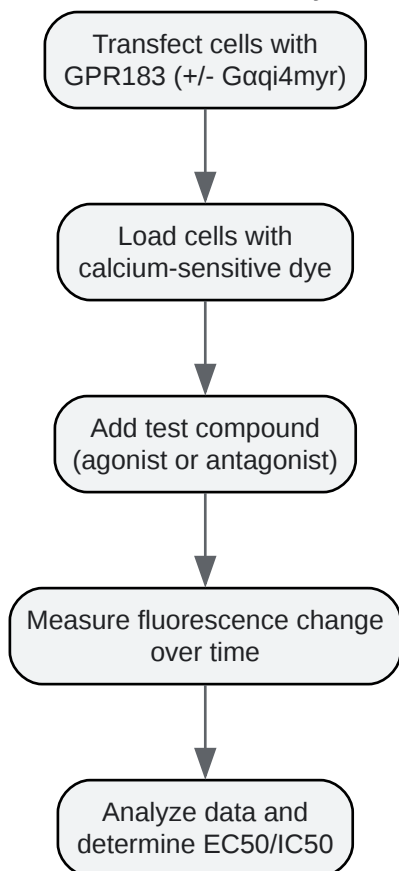 Transfect cells with
GPR183 (+/- Gαqi4myr)
Load cells with
calcium-sensitive dye
Add test compound
(agonist or antagonist)
Measure fluorescence change
over time
Analyze data and
determine EC50/IC50